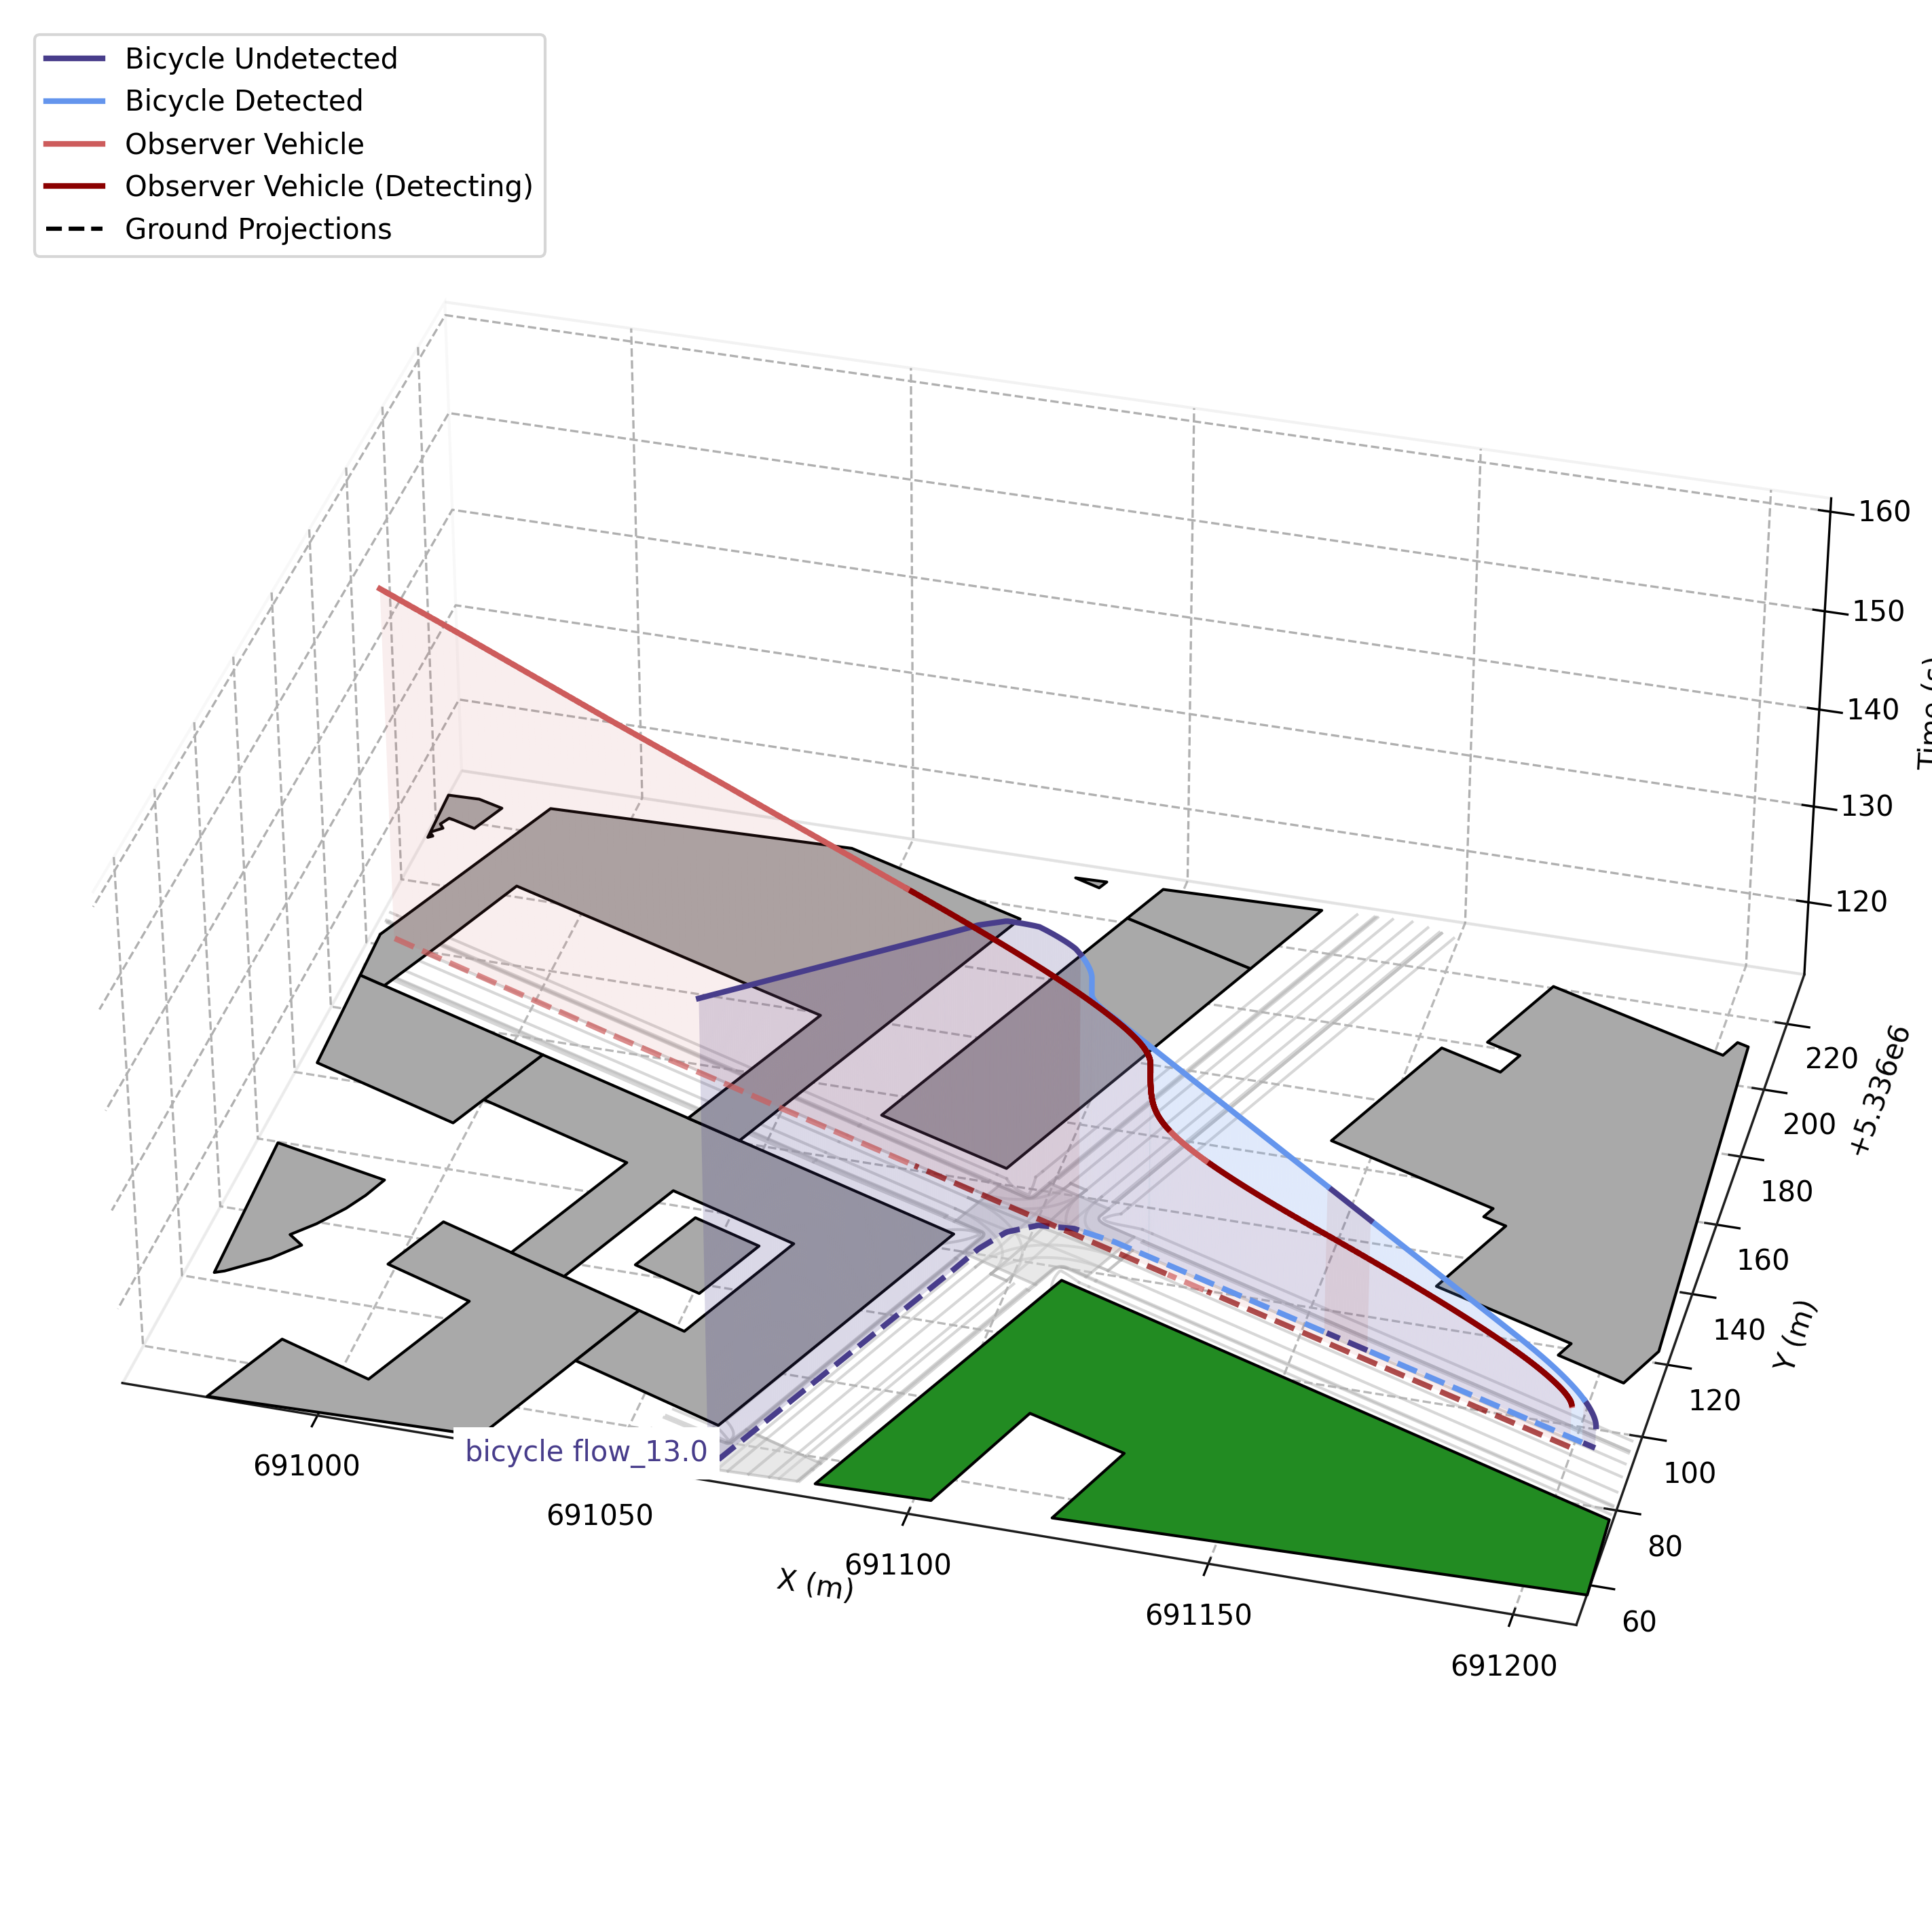 Bicycle Undetected
Bicycle Detected
Observer Vehicle
Observer Vehicle (Detecting)
Ground Projections
160
150
140
130
120
Time (s)
220
200
180
160
140
120
100
80
60
+5.336e6
Y (m)
bicycle flow_13.0
691000
691050
691100
691150
691200
X (m)